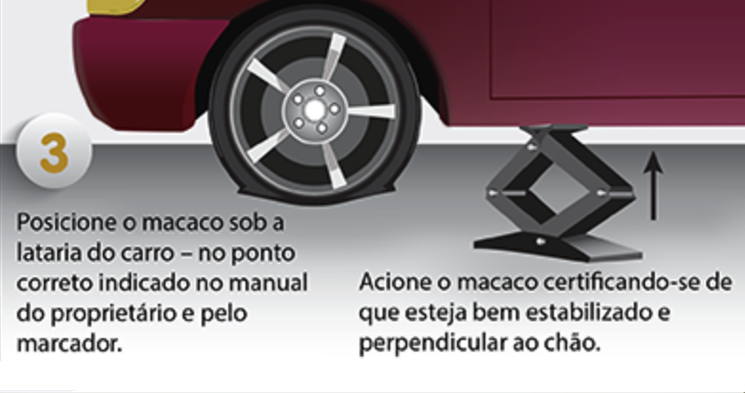 3
Posicione o macaco sob a
lataria do carro – no ponto
correto indicado no manual
do proprietário e pelo
marcador.
Acione o macaco certificando-se de
que esteja bem estabilizado e
perpendicular ao chão.